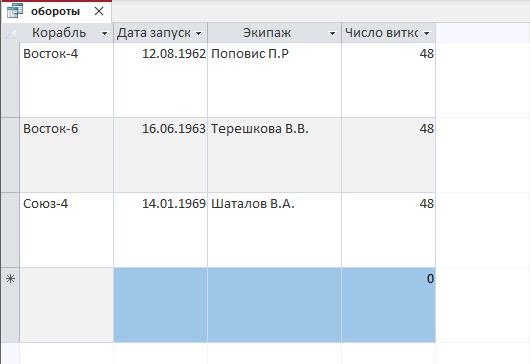 обороты
Корабль Дата запуск Экипаж Число витко
Восток-4 12.08.1962 Поповис П.Р 48
Восток-6 16.06.1963 Терешкова В.В. 48
Союз-4 14.01.1969 Шаталов В.А. 48
0